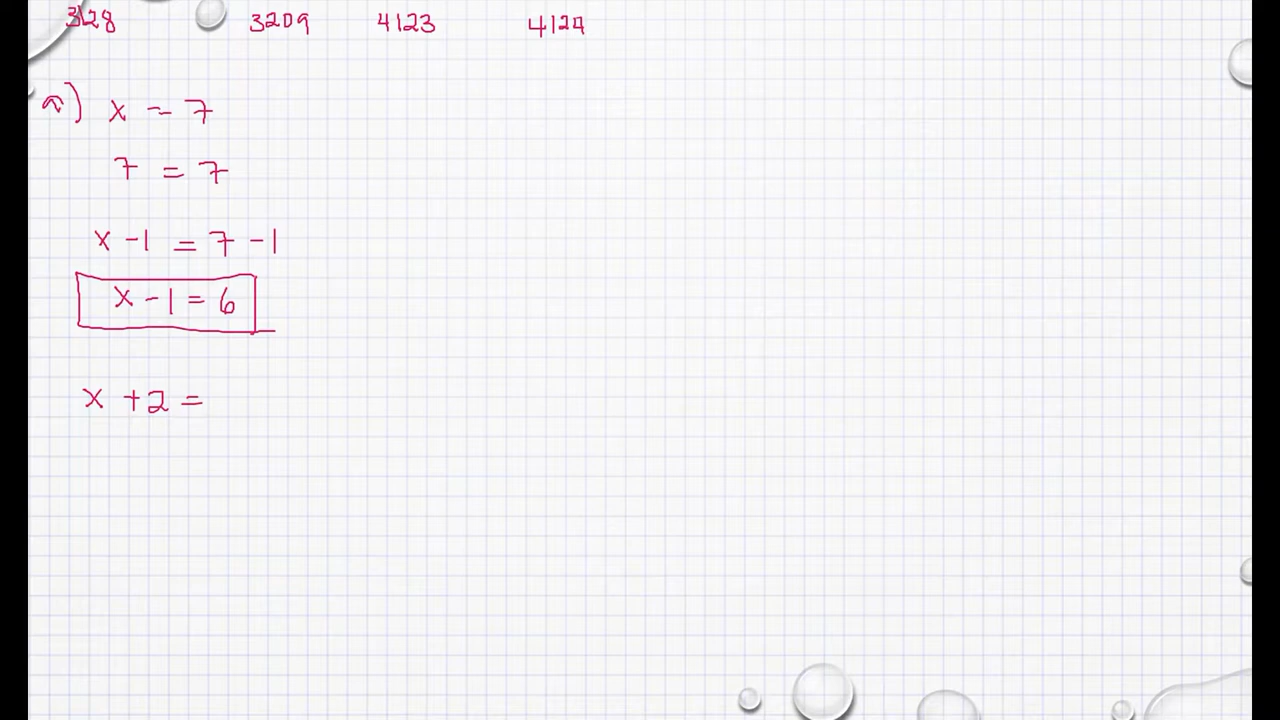 3128 3209 4123 4124
a) x = 7
7 = 7
x - 1 = 7 - 1
x - 1 = 6
x + 2 =